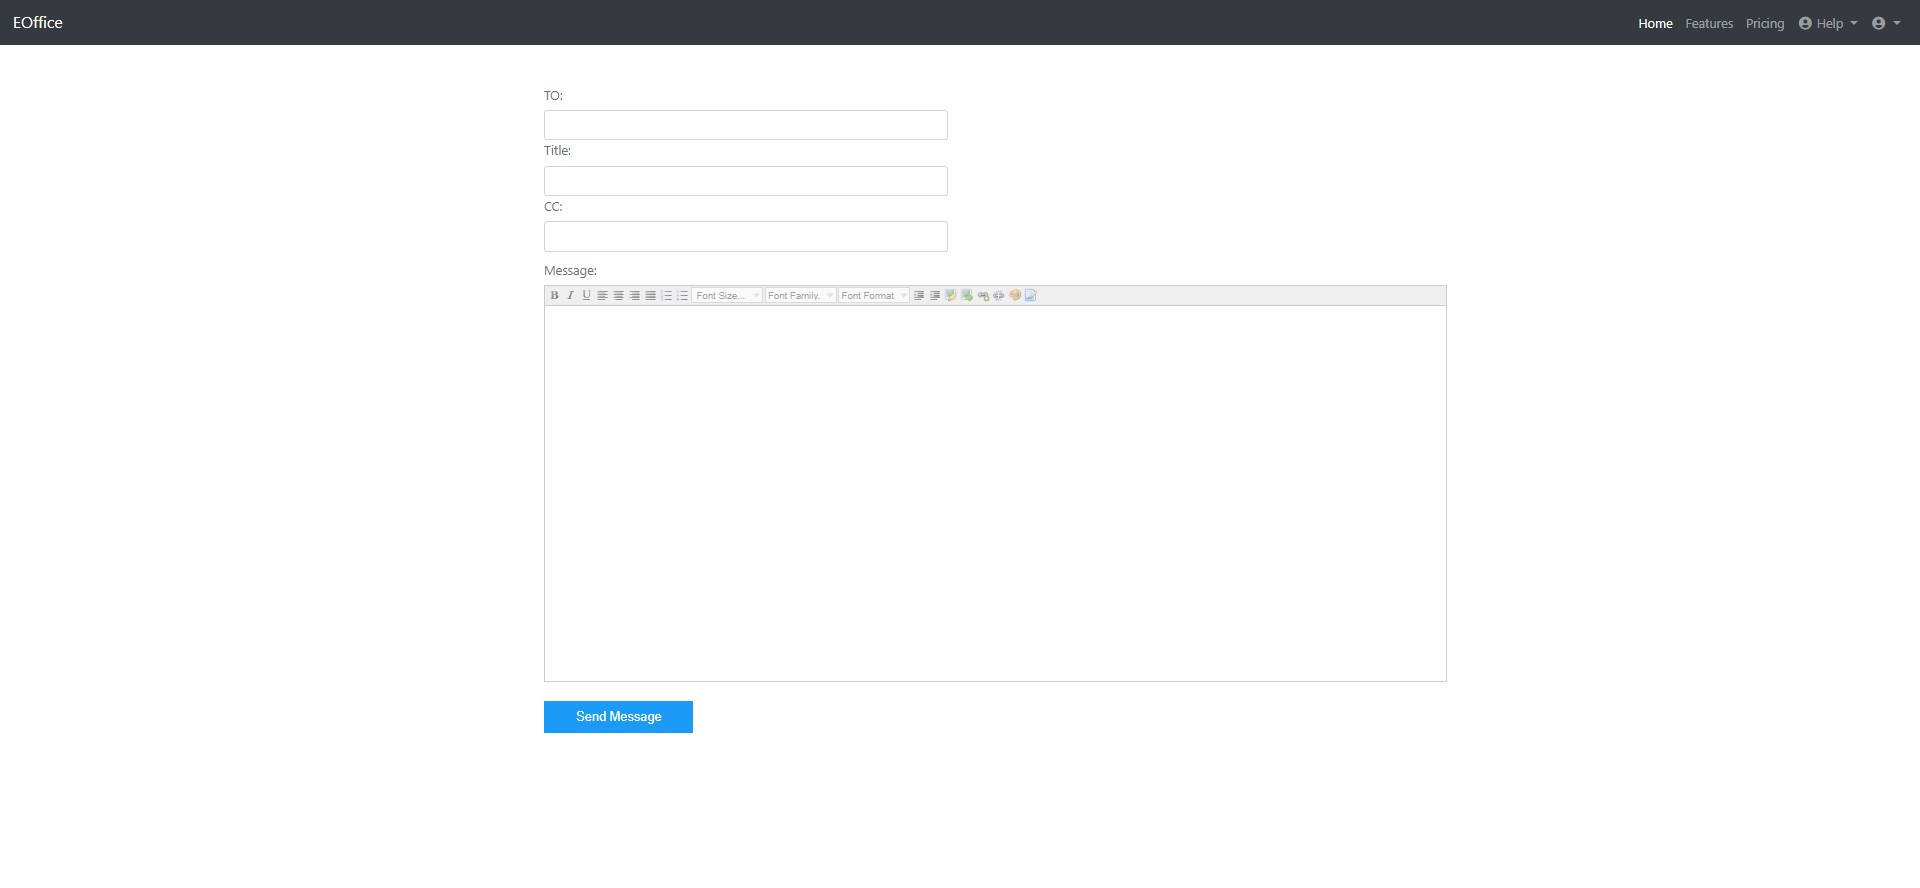 EOffice
Home Features Pricing Help
TO:
Title:
CC:
Message:
B I U Font Size... Font Family. Font Format
Send Message